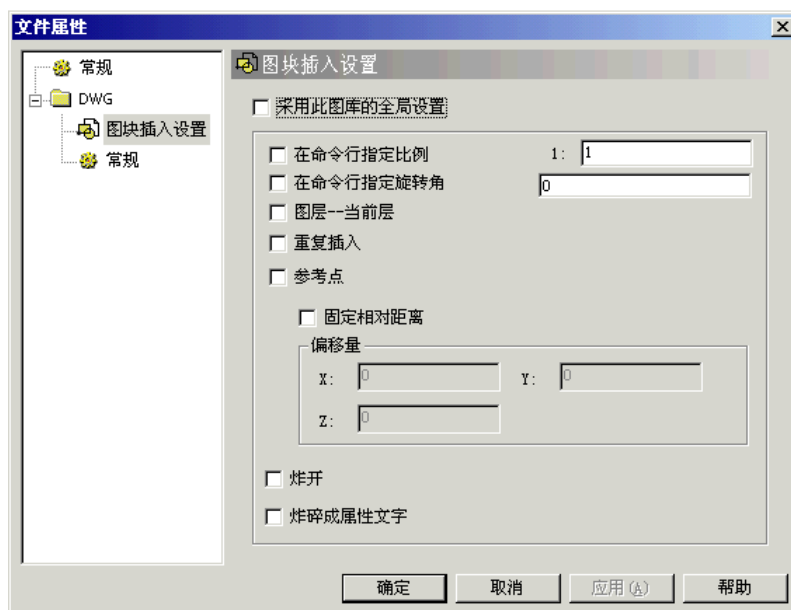 文件属性
常规
DWG
图块插入设置
常规
图块插入设置
采用此图库的全局设置
在命令行指定比例 1: 1
在命令行指定旋转角 0
图层--当前层
重复插入
参考点
固定相对距离
偏移量
X: 0 Y: 0
Z: 0
炸开
炸碎成属性文字
确定 取消 应用(A) 帮助